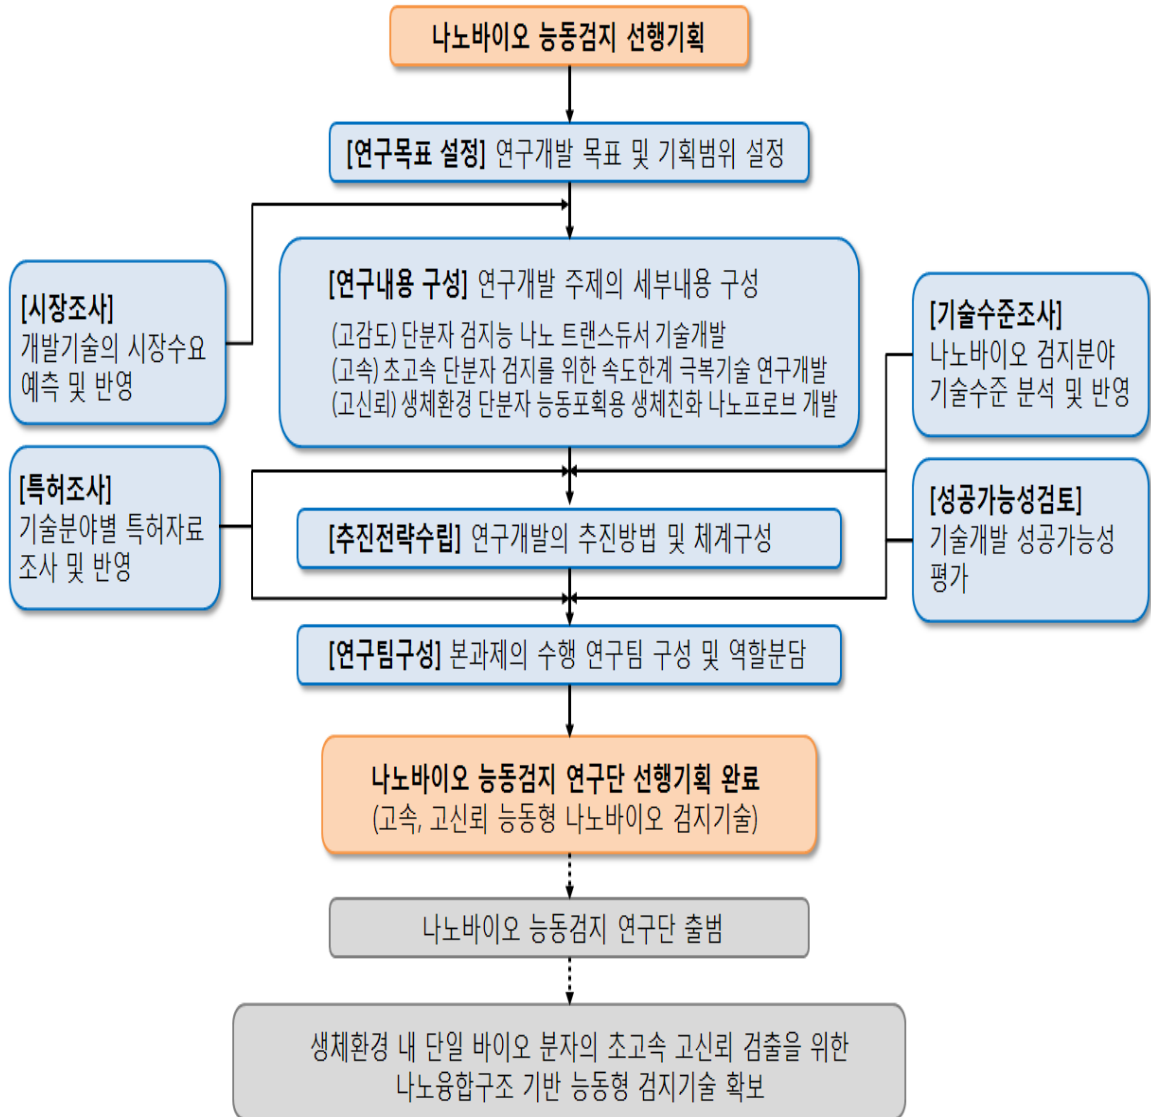 나노바이오 능동검지 선행기획
[연구목표 설정] 연구개발 목표 및 기획범위 설정
[시장조사]
개발기술의 시장수요
예측 및 반영
[연구내용 구성] 연구개발 주제의 세부내용 구성
(고감도) 단분자 검지능 나노 트랜스듀서 기술개발
(고속) 초고속 단분자 검지를 위한 속도한계 극복기술 연구개발
(고신뢰) 생체환경 단분자 능동포획용 생체친화 나노프로브 개발
[기술수준조사]
나노바이오 검지분야
기술수준 분석 및 반영
[특허조사]
기술분야별 특허자료
조사 및 반영
[추진전략수립] 연구개발의 추진방법 및 체계구성
[성공가능성검토]
기술개발 성공가능성
평가
[연구팀구성] 본과제의 수행 연구팀 구성 및 역할분담
나노바이오 능동검지 연구단 선행기획 완료
(고속, 고신뢰 능동형 나노바이오 검지기술)
나노바이오 능동검지 연구단 출범
생체환경 내 단일 바이오 분자의 초고속 고신뢰 검출을 위한
나노융합구조 기반 능동형 검지기술 확보